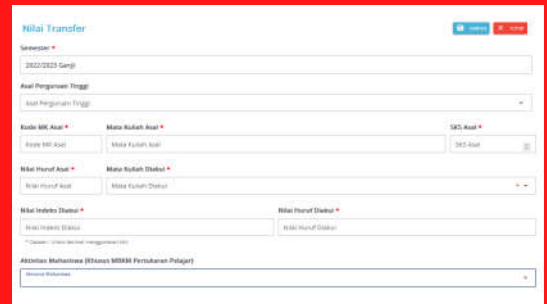 Nilai Transfer
Semester *
2022/2023 Ganjil
Asal Perguruan Tinggi
Asal Perguruan Tinggi
Kode MK Asal * Mata Kuliah Asal * SKS Asal *
Kode MK Asal Mata Kuliah Asal SKS Asal
Nilai Huruf Asal * Mata Kuliah Diakui *
Nilai Huruf Asal Mata Kuliah Diakui
Nilai Indeks Diakui * Nilai Huruf Diakui *
Nilai Indeks Diakui Nilai Huruf Diakui
Aktivitas Mahasiswa (Khusus MBKM Pertukaran Pelajar)